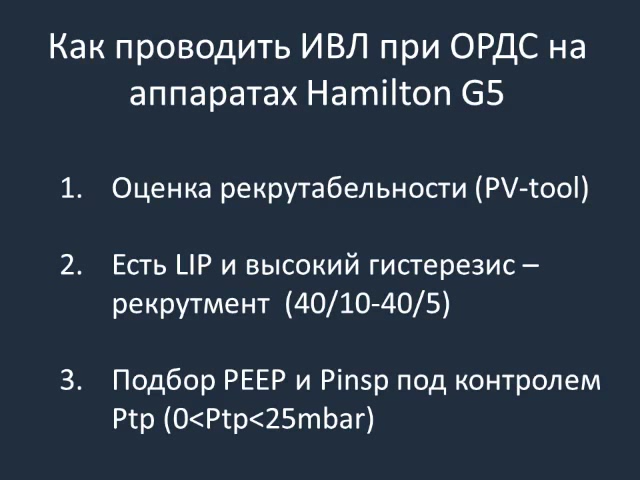 Как проводить ИВЛ при ОРДС на
аппаратах Hamilton G5
1. Оценка рекрутабельности (PV-tool)
2. Есть LIP и высокий гистерезис –
рекрутмент (40/10-40/5)
3. Подбор PEEP и Pinsp под контролем
Ptp (0<Ptp<25mbar)